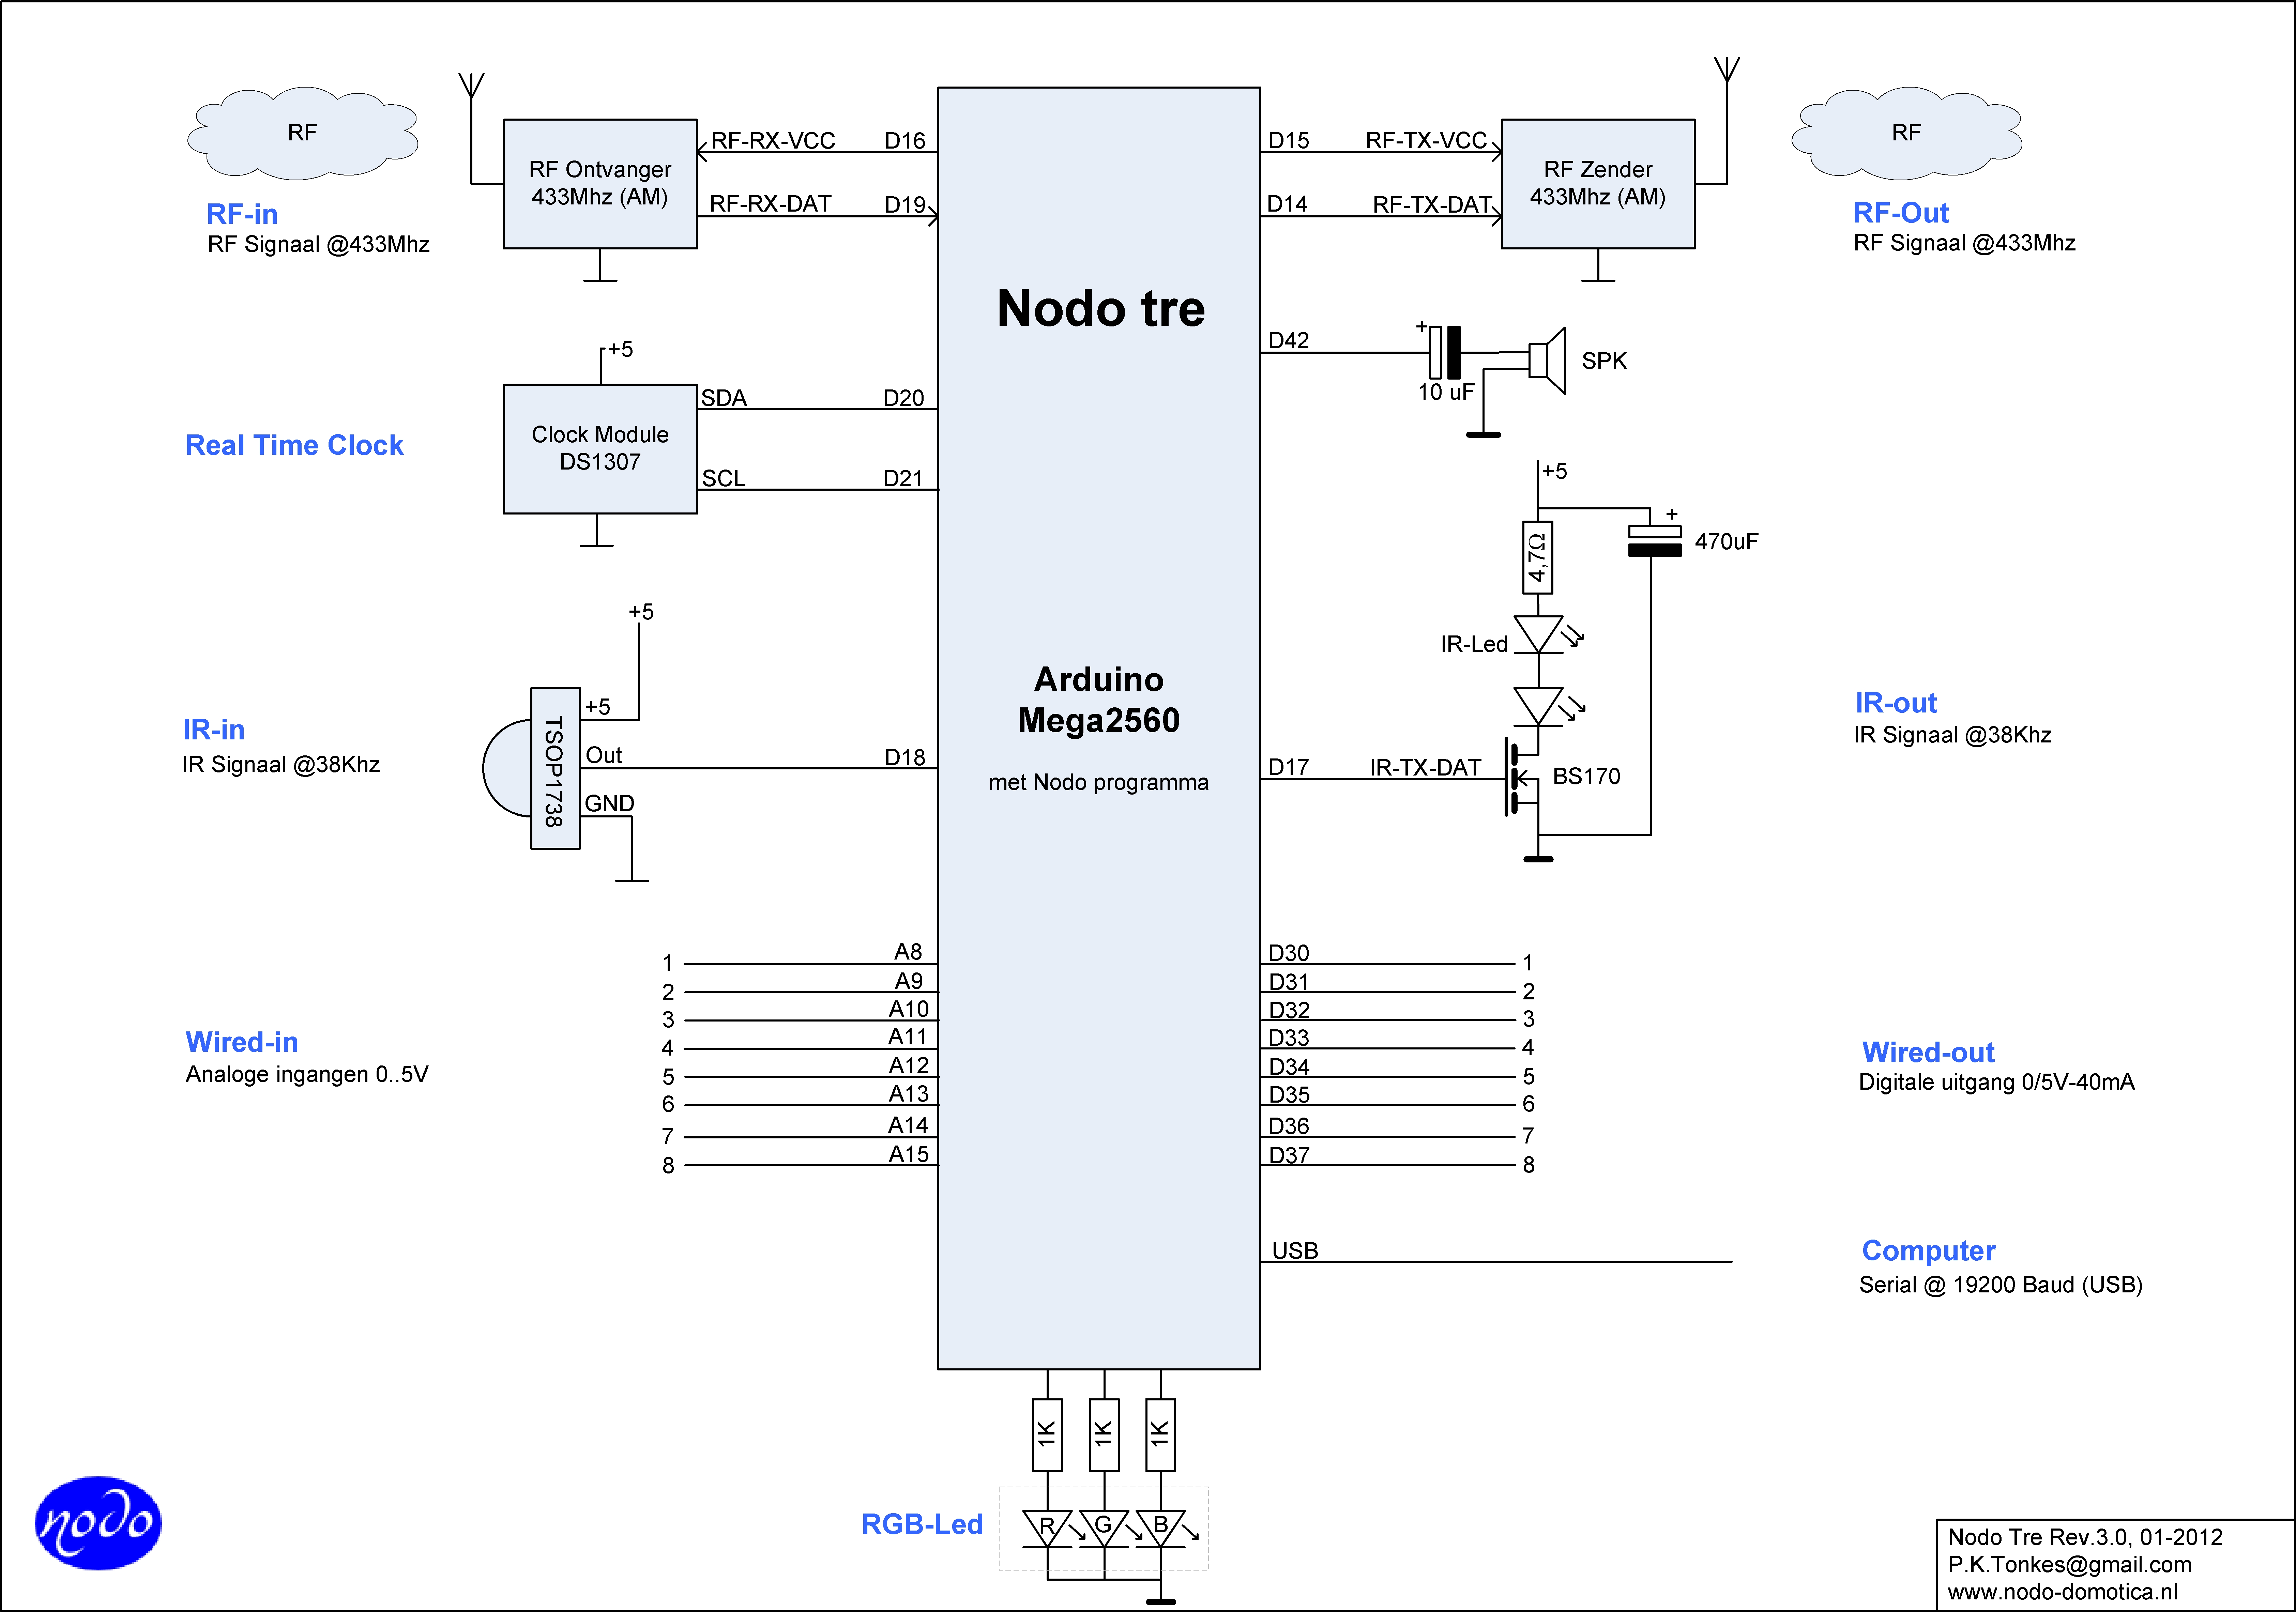 RF
RF-in
RF Signaal @433Mhz
RF Ontvanger
433Mhz (AM)
RF-RX-VCC
D16
RF-RX-DAT
D19
D15
RF-TX-VCC
D14
RF-TX-DAT
RF Zender
433Mhz (AM)
RF
RF-Out
RF Signaal @433Mhz
Nodo tre
D42
+
10 uF
SPK
Real Time Clock
+5
Clock Module
DS1307
SDA
D20
SCL
D21
+5
+
470uF
4,7Ω
IR-Led
IR-in
IR Signaal @38Khz
+5
+5
TSOP1738
Out
D18
GND
Arduino
Mega2560
met Nodo programma
D17
IR-TX-DAT
BS170
IR-out
IR Signaal @38Khz
Wired-in
Analoge ingangen 0..5V
1 A8
2 A9
3 A10
4 A11
5 A12
6 A13
7 A14
8 A15
D30 1
D31 2
D32 3
D33 4
D34 5
D35 6
D36 7
D37 8
Wired-out
Digitale uitgang 0/5V-40mA
USB
Computer
Serial @ 19200 Baud (USB)
1K 1K 1K
RGB-Led
R G B
nodo
Nodo Tre Rev.3.0, 01-2012
P.K.Tonkes@gmail.com
www.nodo-domotica.nl